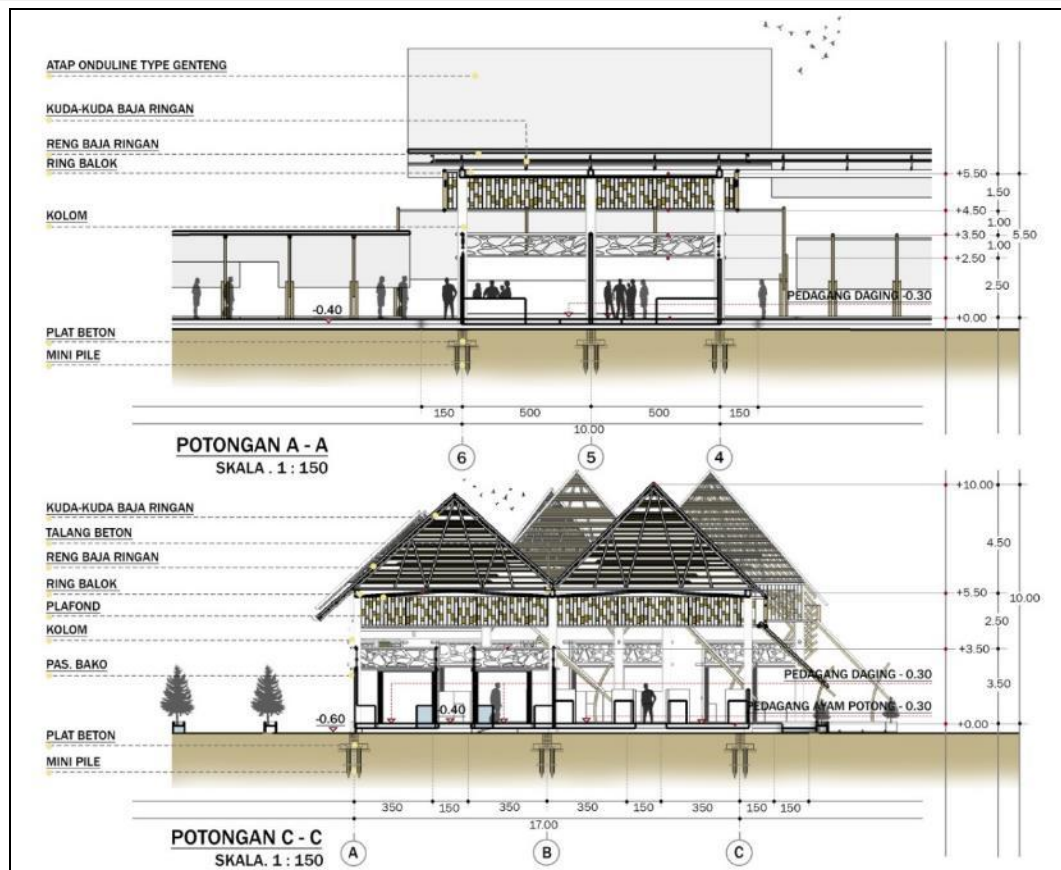 ATAP ONDULINE TYPE GENTENG
KUDA-KUDA BAJA RINGAN
RENG BAJA RINGAN
RING BALOK
KOLOM
PLAT BETON
MINI PILE
-0.40
PEDAGANG DAGING -0.30
+5.50
1.50
+4.50
1.00
+3.50
5.50
1.00
+2.50
2.50
+0.00
150
500
500
150
10.00
6
5
4
POTONGAN A - A
SKALA . 1 : 150
KUDA-KUDA BAJA RINGAN
TALANG BETON
RENG BAJA RINGAN
RING BALOK
PLAFOND
KOLOM
PAS. BAKO
PLAT BETON
MINI PILE
-0.60
-0.40
PEDAGANG DAGING - 0.30
PEDAGANG AYAM POTONG - 0.30
+10.00
4.50
+5.50
10.00
2.50
+3.50
3.50
+0.00
350
150
350
350
150
350
150
150
17.00
A
B
C
POTONGAN C - C
SKALA. 1 : 150